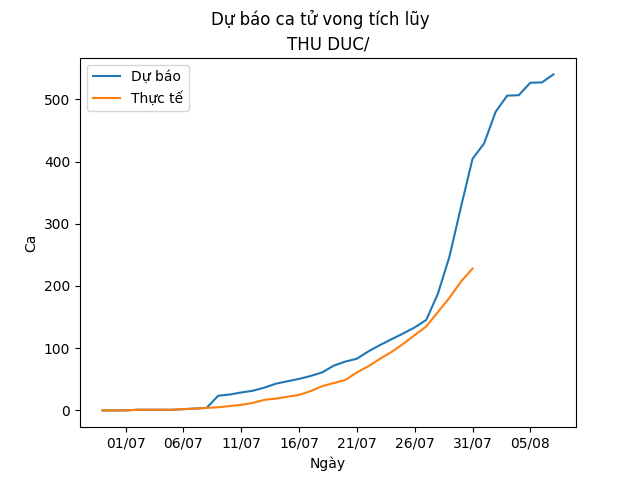 Dự báo ca tử vong tích lũy
THU DUC/
Dự báo
Thực tế
500
400
300
200
100
0
Ca
01/07 06/07 11/07 16/07 21/07 26/07 31/07 05/08
Ngày